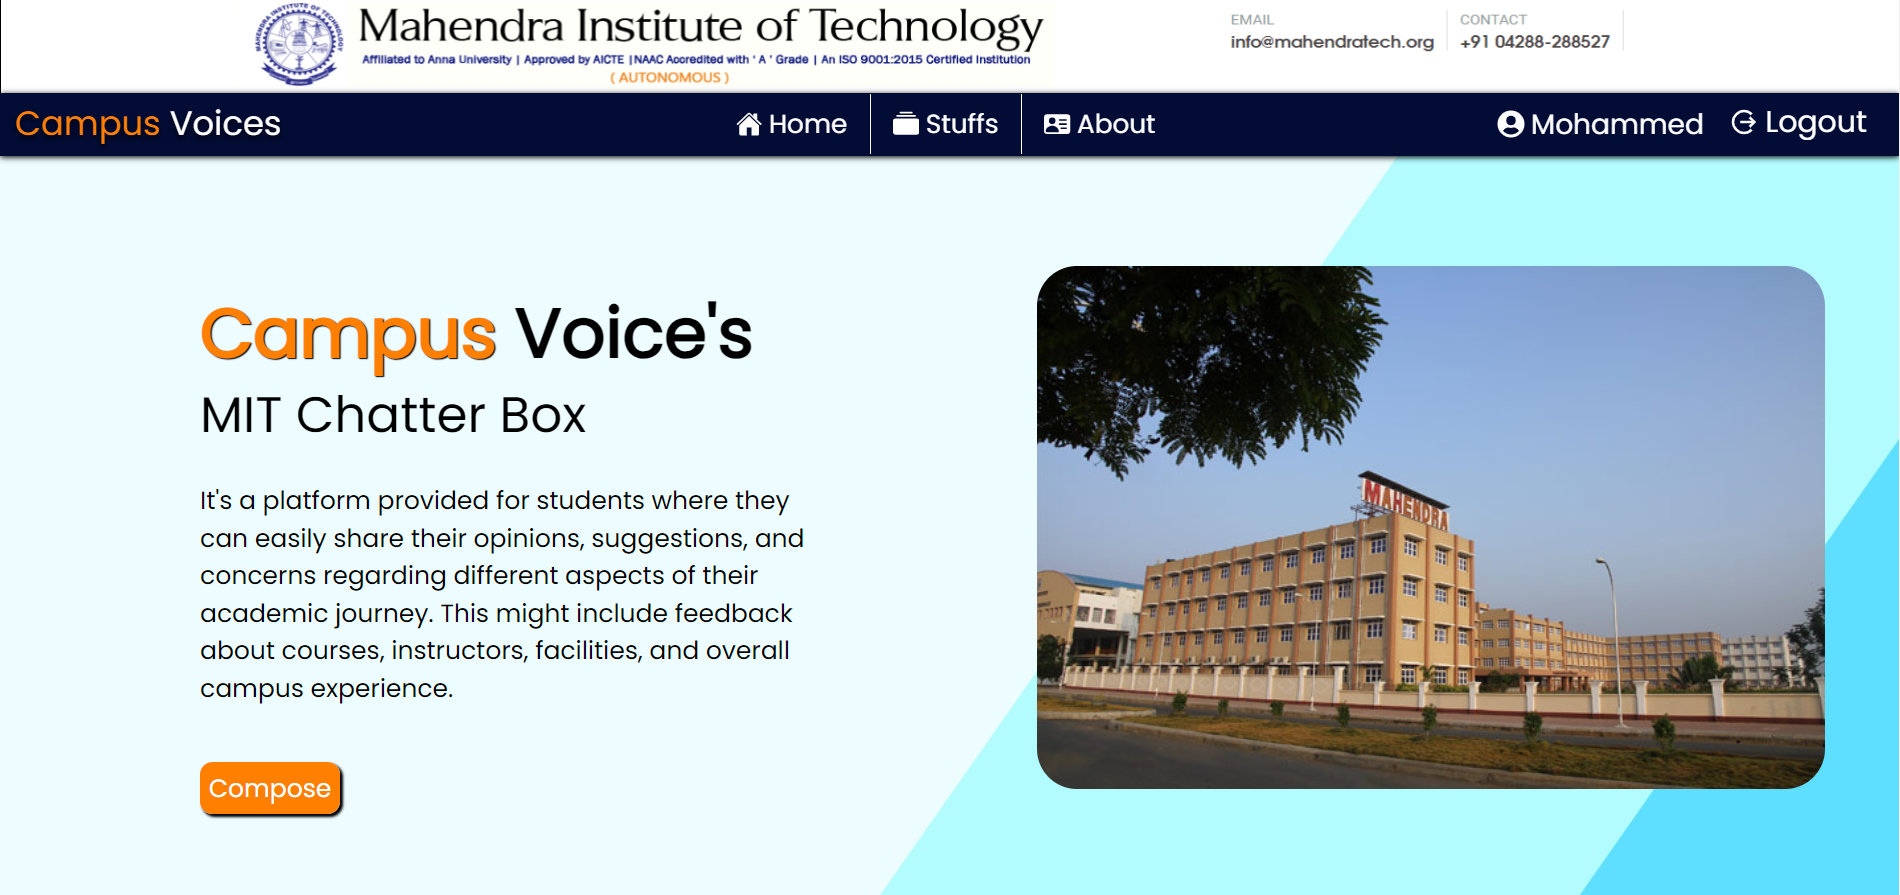 MAHENDRA INSTITUTE OF TECHNOLOGY
Mahendra Institute of Technology
Affiliated to Anna University | Approved by AICTE | NAAC Accredited with ' A ' Grade | An ISO 9001:2015 Certified Institution
( AUTONOMOUS )
EMAIL
info@mahendratech.org
CONTACT
+91 04288-288527
Campus Voices
Home
Stuffs
About
Mohammed
Logout
Campus Voice's
MIT Chatter Box
It's a platform provided for students where they
can easily share their opinions, suggestions, and
concerns regarding different aspects of their
academic journey. This might include feedback
about courses, instructors, facilities, and overall
campus experience.
Compose
MAHENDRA